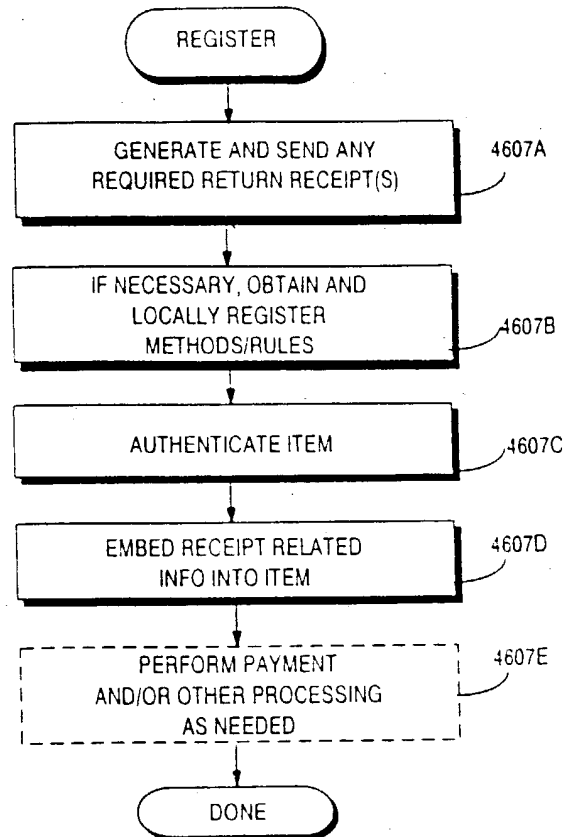 REGISTER
GENERATE AND SEND ANY
REQUIRED RETURN RECEIPT(S)
4607A
IF NECESSARY, OBTAIN AND
LOCALLY REGISTER
METHODS/RULES
4607B
AUTHENTICATE ITEM
4607C
EMBED RECEIPT RELATED
INFO INTO ITEM
4607D
PERFORM PAYMENT
AND/OR OTHER PROCESSING
AS NEEDED
4607E
DONE